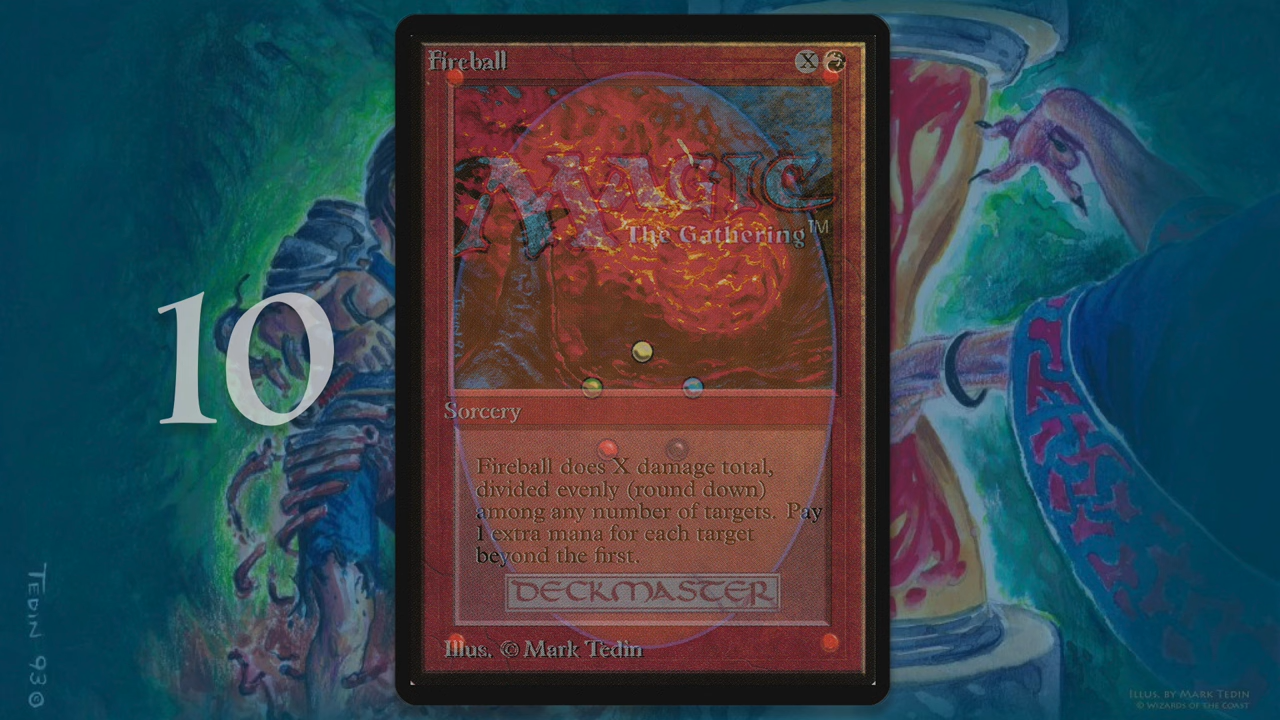 Fireball
X
MAGIC
The Gathering™
10
Sorcery
Fireball does X damage total,
divided evenly (round down)
among any number of targets. Pay
1 extra mana for each target
beyond the first.
DECKMASTER
Illus. © Mark Tedin
TEDIN 93©
ILLUS. BY MARK TEDIN
© WIZARDS OF THE COAST